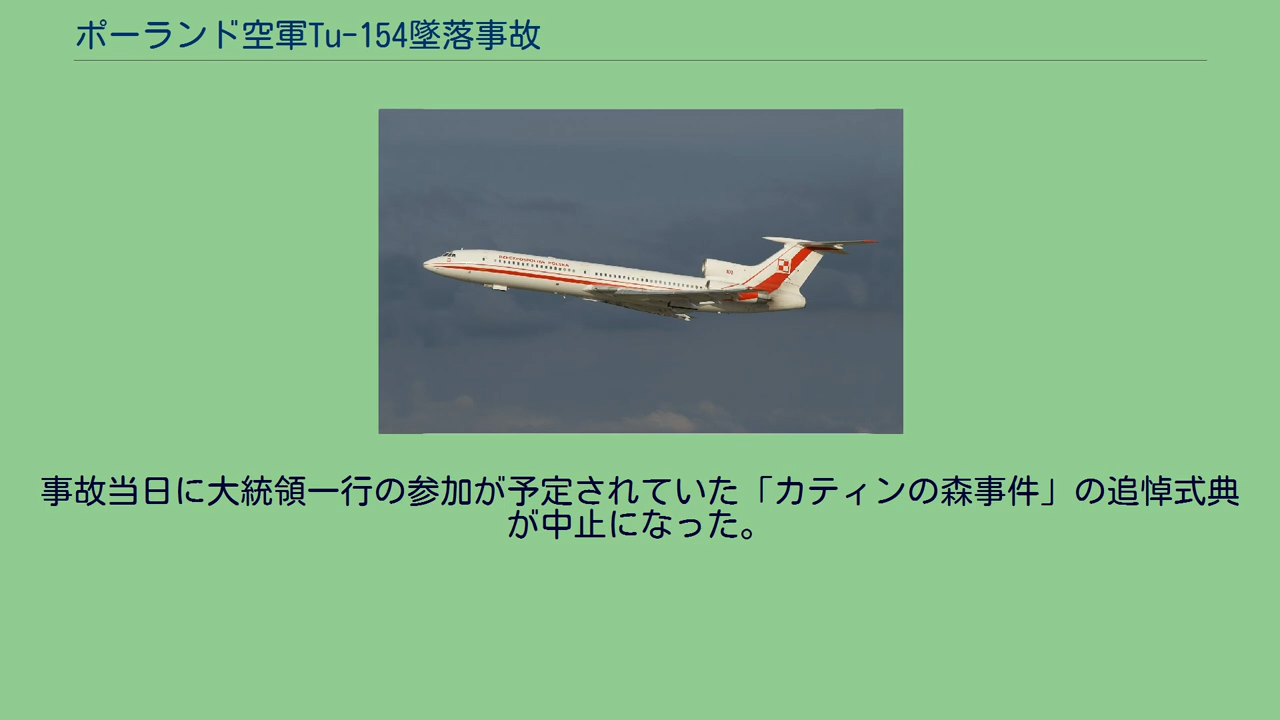 ポーランド空軍Tu-154墜落事故
RZECZPOSPOLITA POLSKA
事故当日に大統領一行の参加が予定されていた「カティンの森事件」の追悼式典
が中止になった。